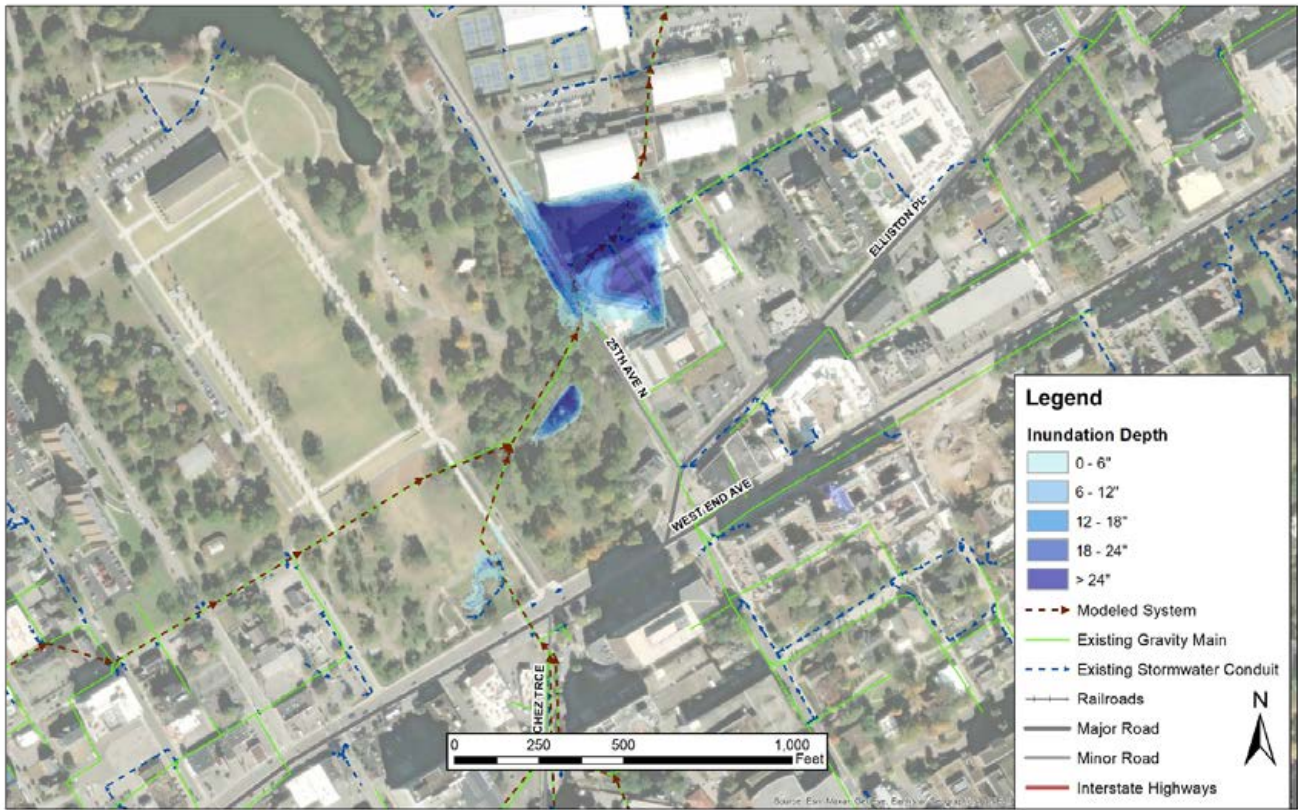 ELLISTON PL
25TH AVE N
WEST END AVE
CHEZ TRCE
Legend
Inundation Depth
0 - 6"
6 - 12"
12 - 18"
18 - 24"
> 24"
Modeled System
Existing Gravity Main
Existing Stormwater Conduit
Railroads
Major Road
Minor Road
Interstate Highways
N
0 250 500 1,000
Feet